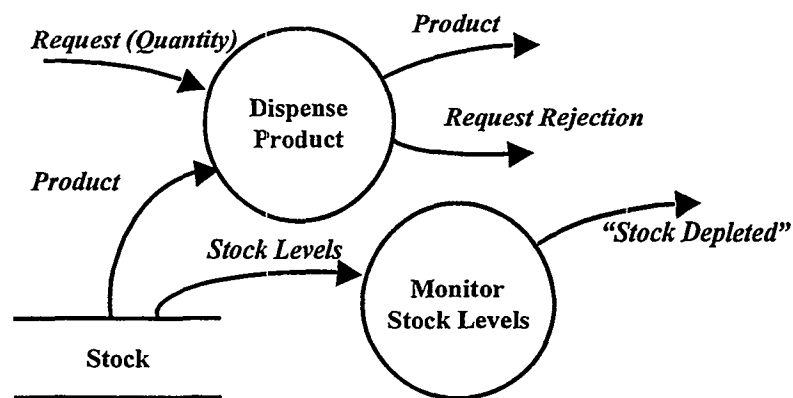 Request (Quantity)
Product
Dispense
Product
Request Rejection
Product
Stock Levels
“Stock Depleted”
Monitor
Stock Levels
Stock